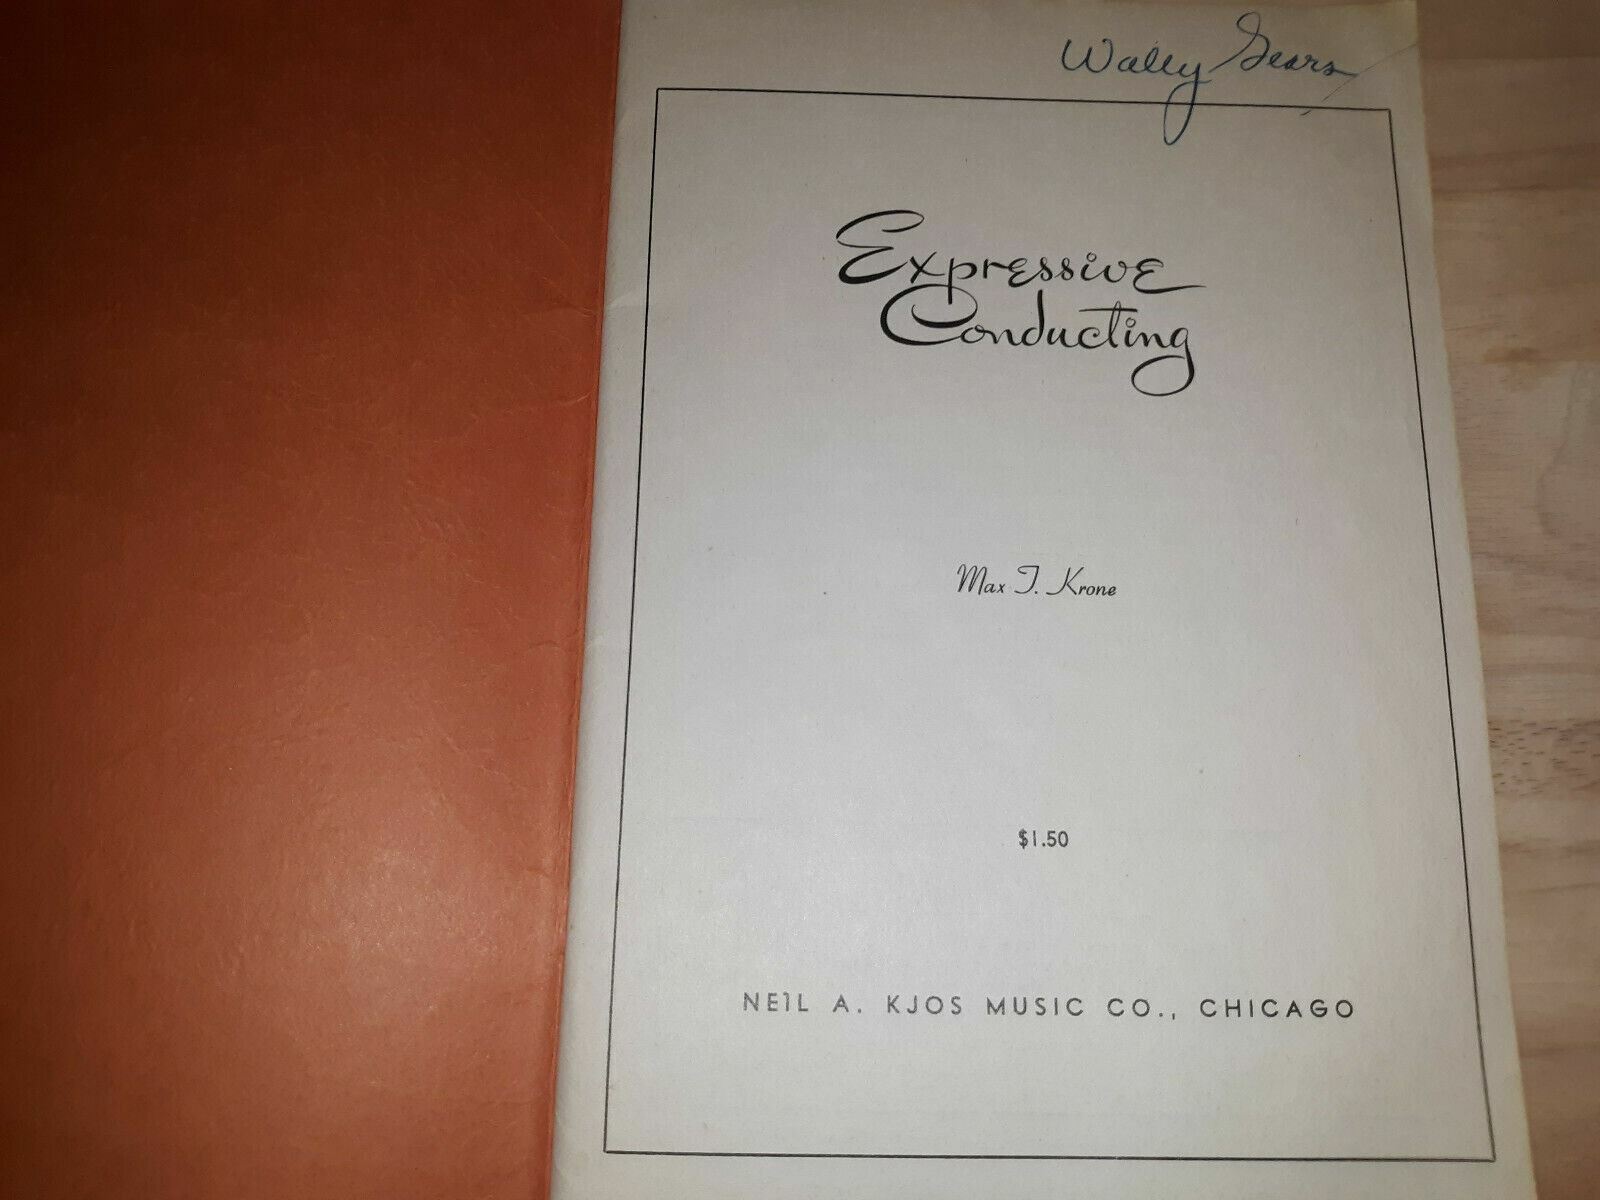 Wally Sears
Expressive
Conducting
Max T. Krone
$1.50
NEIL A. KJOS MUSIC CO., CHICAGO